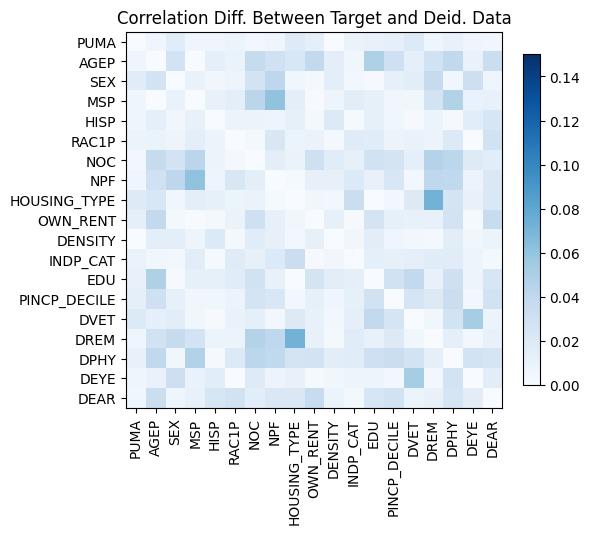 Correlation Diff. Between Target and Deid. Data
PUMA
AGEP
SEX
MSP
HISP
RAC1P
NOC
NPF
HOUSING_TYPE
OWN_RENT
DENSITY
INDP_CAT
EDU
PINCP_DECILE
DVET
DREM
DPHY
DEYE
DEAR
PUMA
AGEP
SEX
MSP
HISP
RAC1P
NOC
NPF
HOUSING_TYPE
OWN_RENT
DENSITY
INDP_CAT
EDU
PINCP_DECILE
DVET
DREM
DPHY
DEYE
DEAR
0.14
0.12
0.10
0.08
0.06
0.04
0.02
0.00